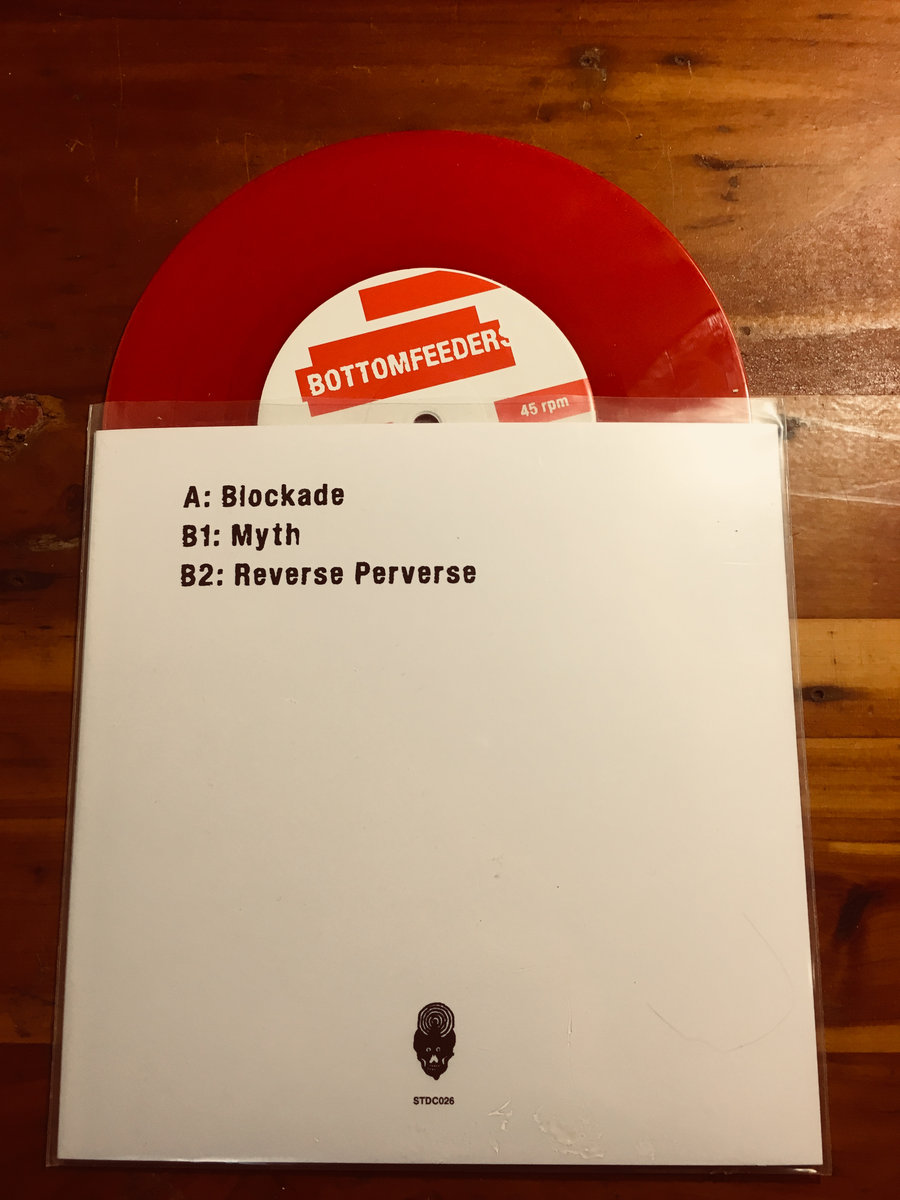 BOTTOMFEEDERS
45 rpm
A: Blockade
B1: Myth
B2: Reverse Perverse
STDC026